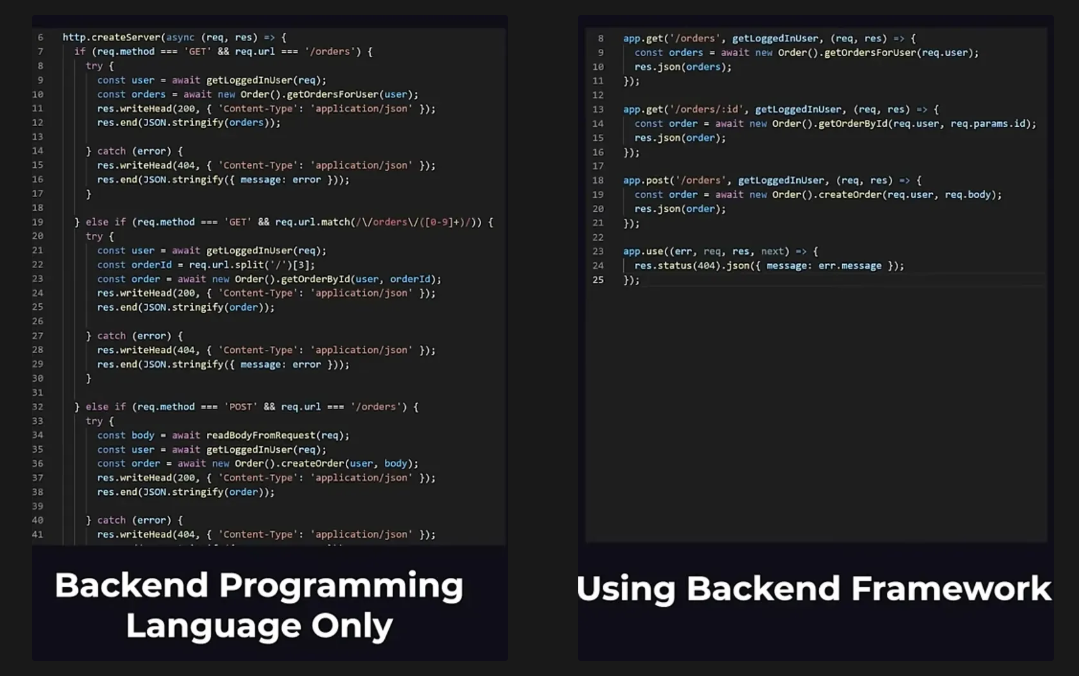 6 http.createServer(async (req, res) => {
7 if (req.method === 'GET' && req.url === '/orders') {
8 try {
9 const user = await getLoggedInUser(req);
10 const orders = await new Order().getOrdersForUser(user);
11 res.writeHead(200, { 'Content-Type': 'application/json' });
12 res.end(JSON.stringify(orders));
13
14 } catch (error) {
15 res.writeHead(404, { 'Content-Type': 'application/json' });
16 res.end(JSON.stringify({ message: error }));
17 }
18
19 } else if (req.method === 'GET' && req.url.match(/\/orders\/([0-9]+)/)) {
20 try {
21 const user = await getLoggedInUser(req);
22 const orderId = req.url.split('/')[3];
23 const order = await new Order().getOrderById(user, orderId);
24 res.writeHead(200, { 'Content-Type': 'application/json' });
25 res.end(JSON.stringify(order));
26
27 } catch (error) {
28 res.writeHead(404, { 'Content-Type': 'application/json' });
29 res.end(JSON.stringify({ message: error }));
30 }
31
32 } else if (req.method === 'POST' && req.url === '/orders') {
33 try {
34 const body = await readBodyFromRequest(req);
35 const user = await getLoggedInUser(req);
36 const order = await new Order().createOrder(user, body);
37 res.writeHead(200, { 'Content-Type': 'application/json' });
38 res.end(JSON.stringify(order));
39
40 } catch (error) {
41 res.writeHead(404, { 'Content-Type': 'application/json' });
Backend Programming
Language Only
8 app.get('/orders', getLoggedInUser, (req, res) => {
9 const orders = await new Order().getOrdersForUser(req.user);
10 res.json(orders);
11 });
12
13 app.get('/orders/:id', getLoggedInUser, (req, res) => {
14 const order = await new Order().getOrderById(req.user, req.params.id);
15 res.json(order);
16 });
17
18 app.post('/orders', getLoggedInUser, (req, res) => {
19 const order = await new Order().createOrder(req.user, req.body);
20 res.json(order);
21 });
22
23 app.use((err, req, res, next) => {
24 res.status(404).json({ message: err.message });
25 });
Using Backend Framework